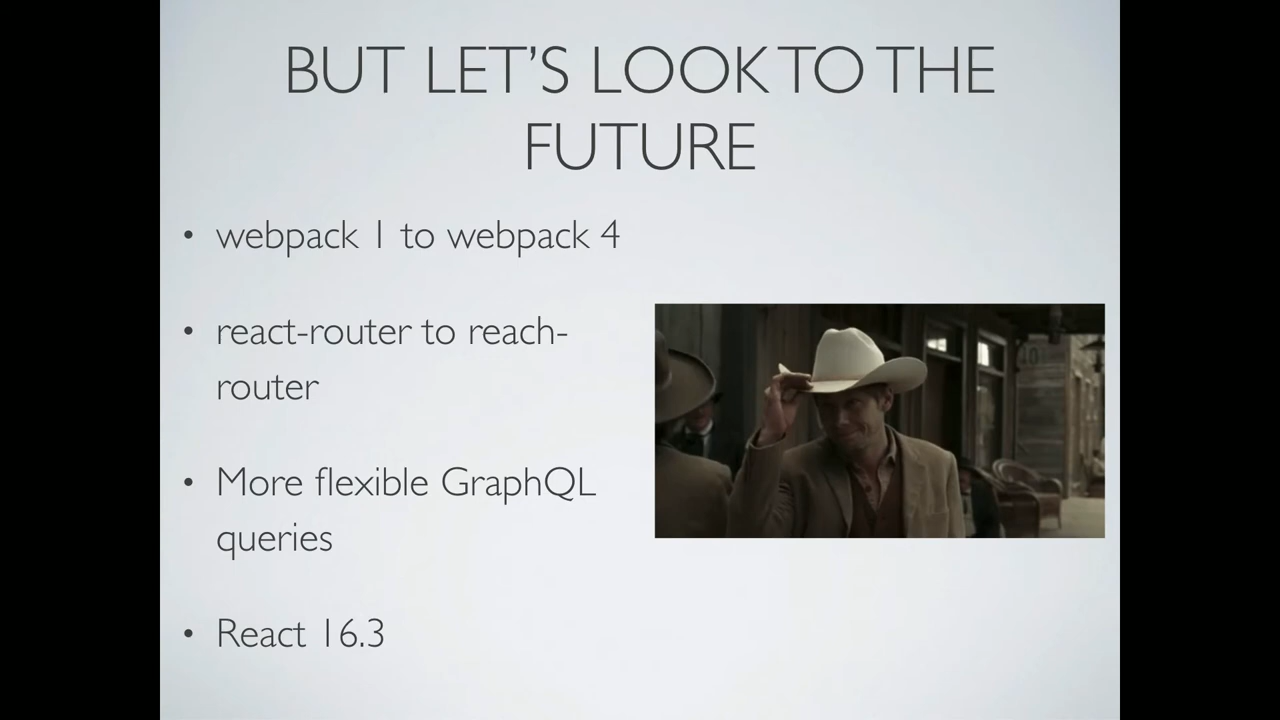 BUT LET’S LOOK TO THE
FUTURE
• webpack 1 to webpack 4
• react-router to reach-
router
• More flexible GraphQL
queries
• React 16.3